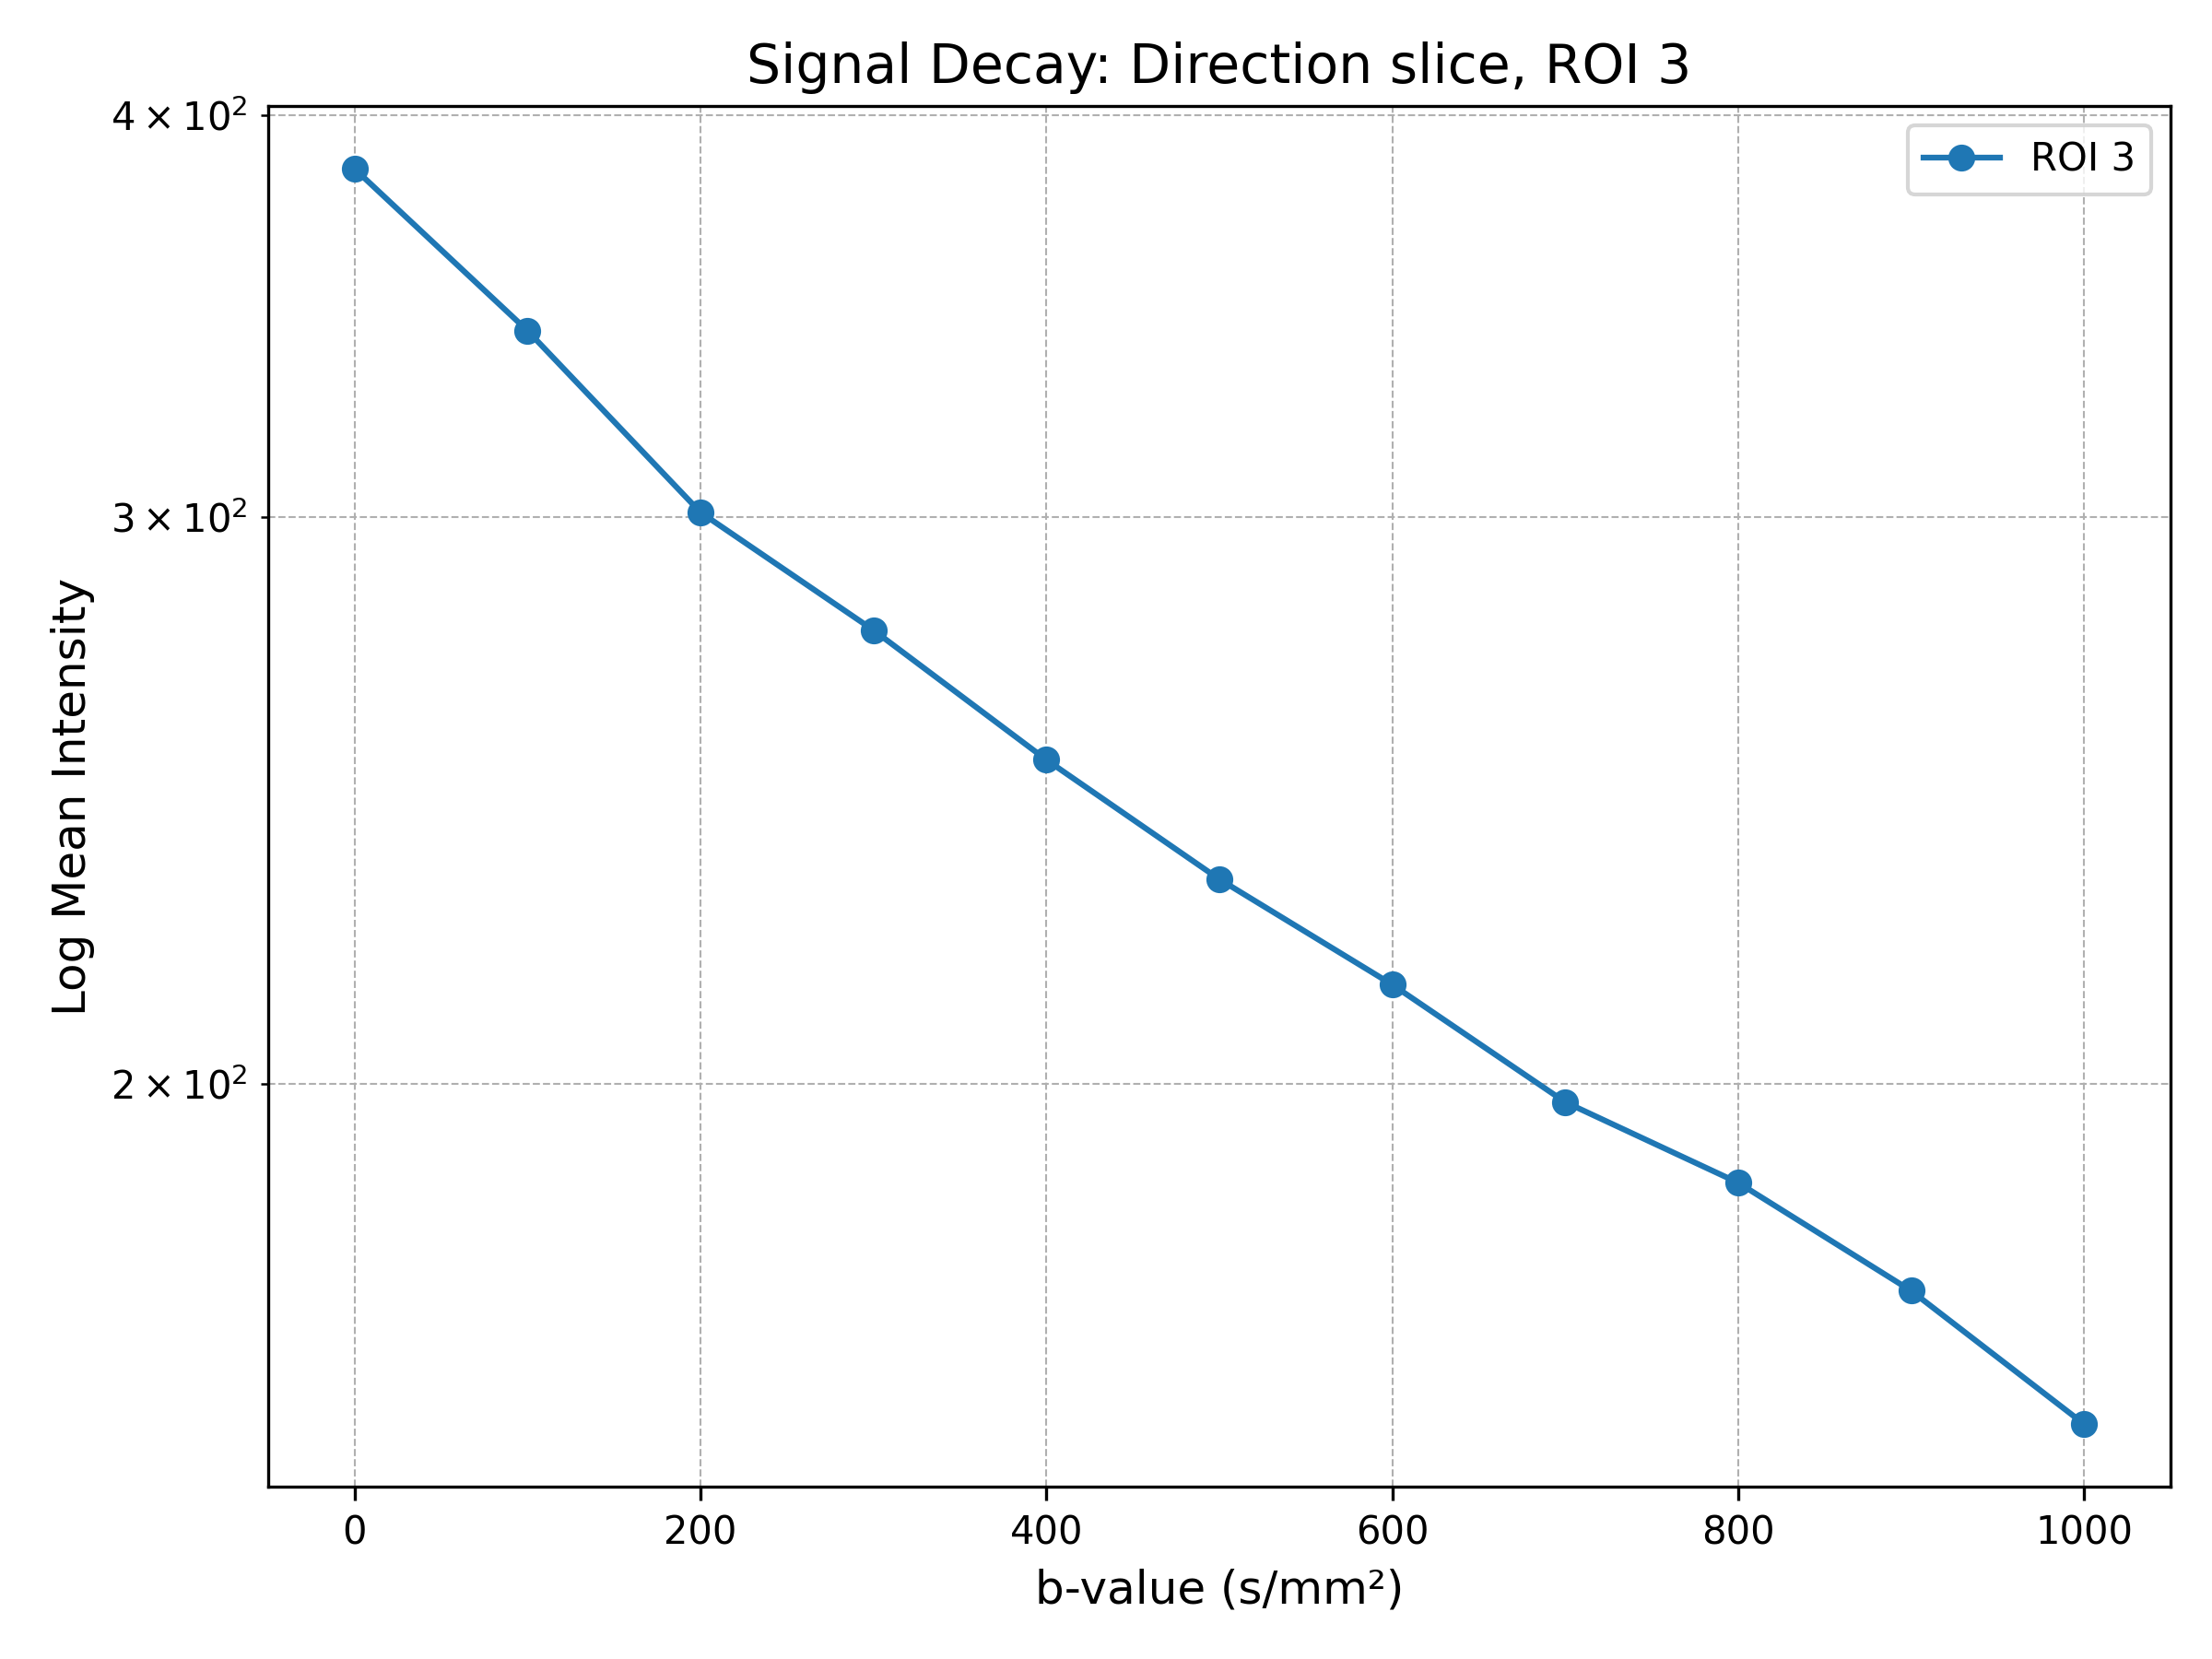 Signal Decay: Direction slice, ROI 3
ROI 3
Log Mean Intensity
4 × 10²
3 × 10²
2 × 10²
0 200 400 600 800 1000
b-value (s/mm²)